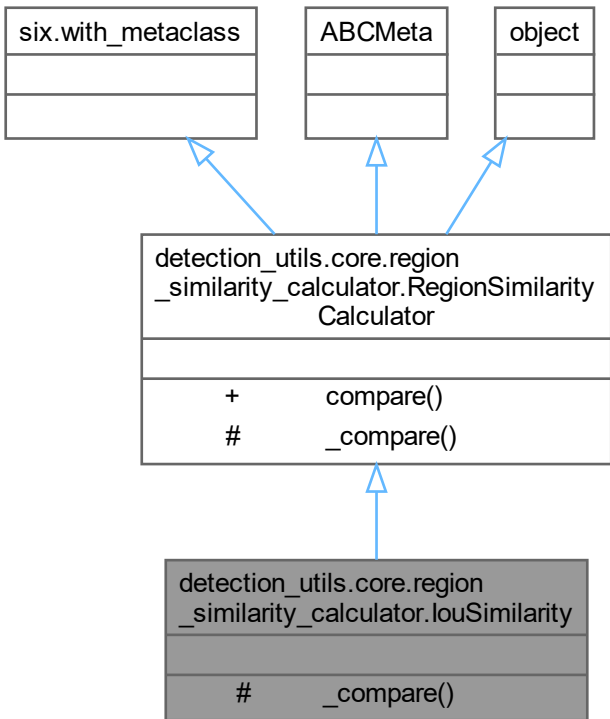 six.with_metaclass
ABCMeta
object
detection_utils.core.region
_similarity_calculator.RegionSimilarity
Calculator
+ compare()
# _compare()
detection_utils.core.region
_similarity_calculator.IouSimilarity
# _compare()